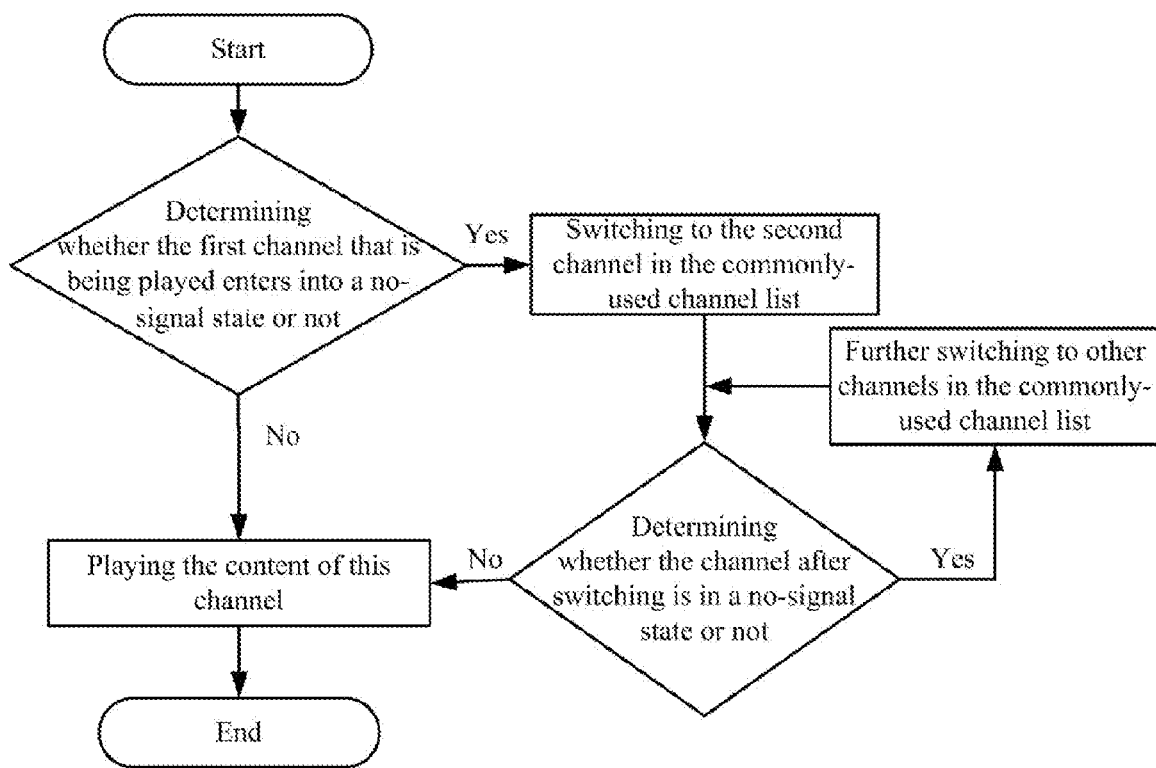 Start
Determining
whether the first channel that is
being played enters into a no-
signal state or not
Yes
Switching to the second
channel in the commonly-
used channel list
Further switching to other
channels in the commonly-
used channel list
No
Determining
whether the channel after
switching is in a no-signal
state or not
Yes
No
Playing the content of this
channel
End